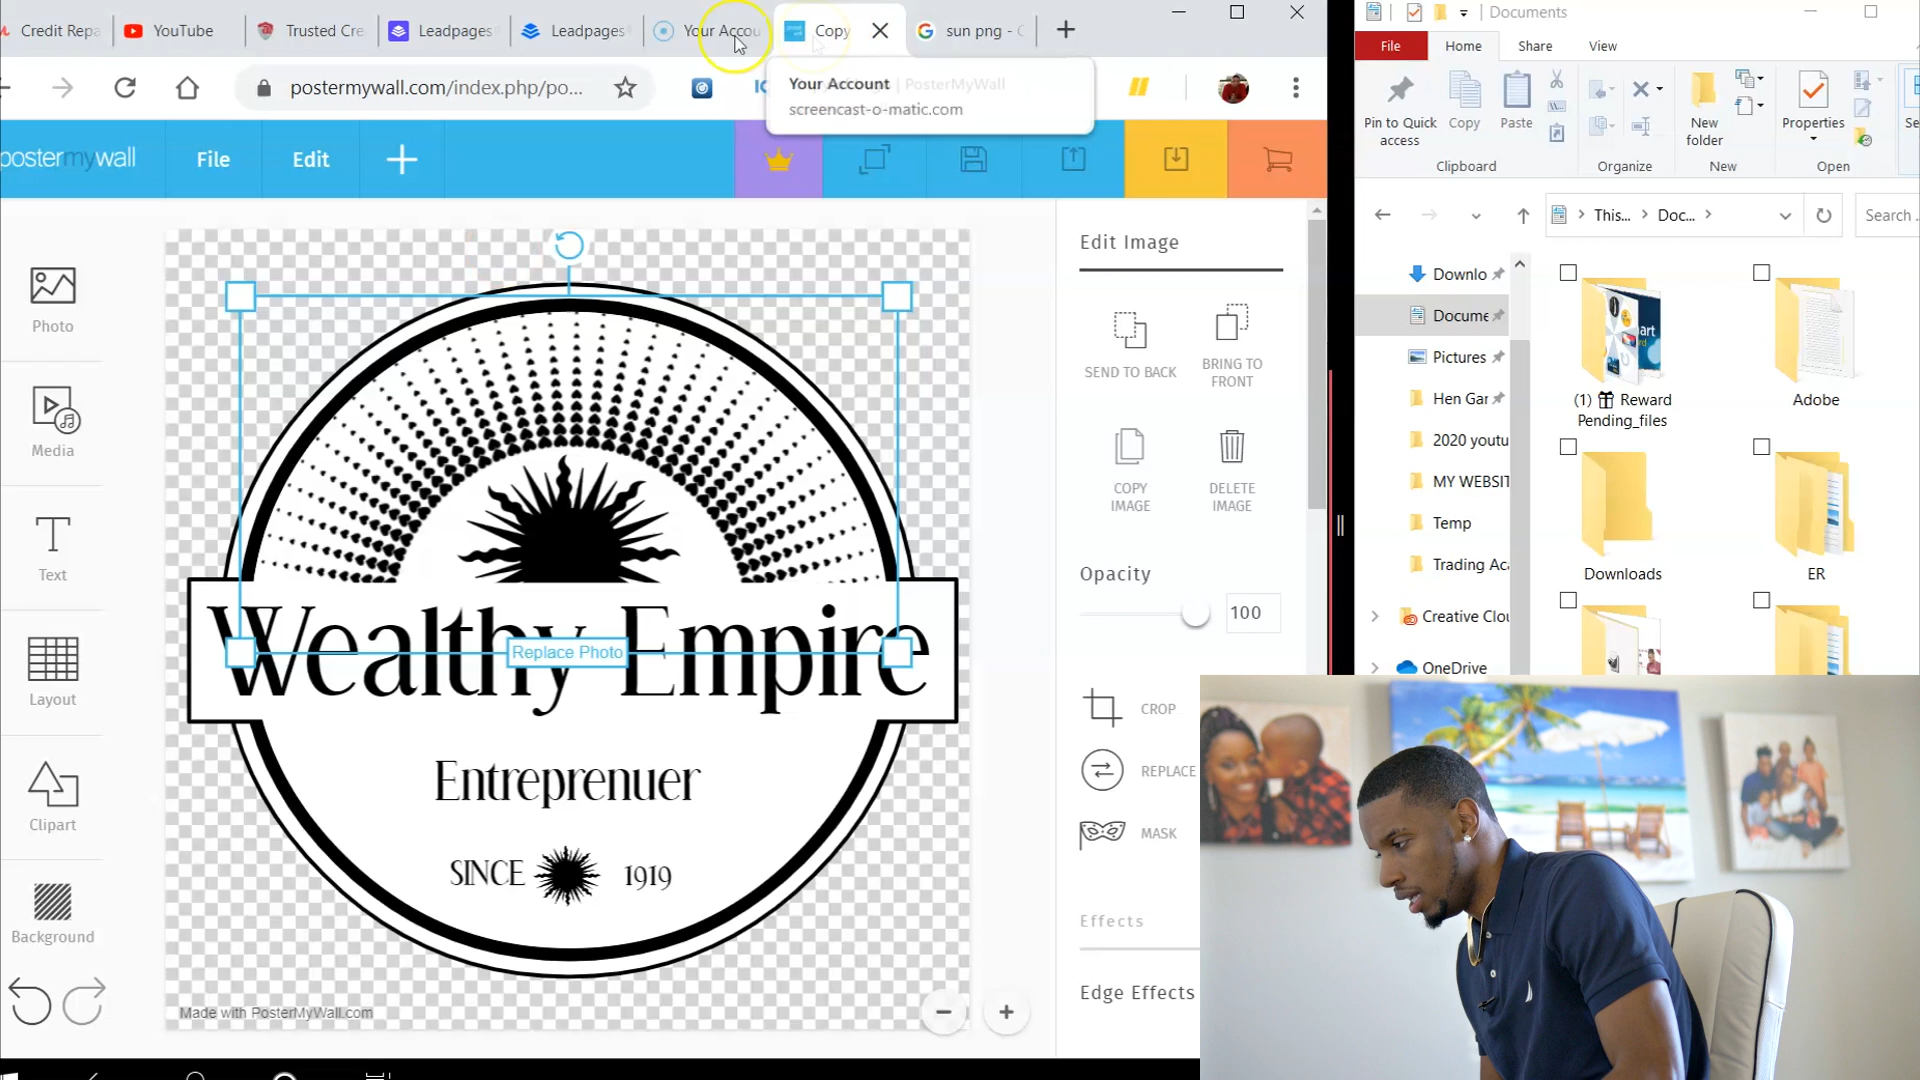 Credit Repa
YouTube
Trusted Cre
Leadpages
Leadpages
Your Accou
Copy
sun png - G
postermywall.com/index.php/po...
Your Account | PosterMyWall
screencast-o-matic.com
postermywall
File
Edit
Photo
Media
Text
Layout
Clipart
Background
Wealthy Empire
Replace Photo
Entreprenuer
SINCE 1919
Made with PosterMyWall.com
Edit Image
SEND TO BACK
BRING TO FRONT
COPY IMAGE
DELETE IMAGE
Opacity
100
CROP
REPLACE
MASK
Effects
Edge Effects
Documents
File
Home
Share
View
Pin to Quick access
Copy
Paste
New folder
Properties
Clipboard
Organize
New
Open
This...
Doc...
Search
Downlo
Docume
Pictures
Hen Gar
2020 youtu
MY WEBSIT
Temp
Trading Aca
Creative Clou
OneDrive
(1) 🎁 Reward
Pending_files
Adobe
Downloads
ER